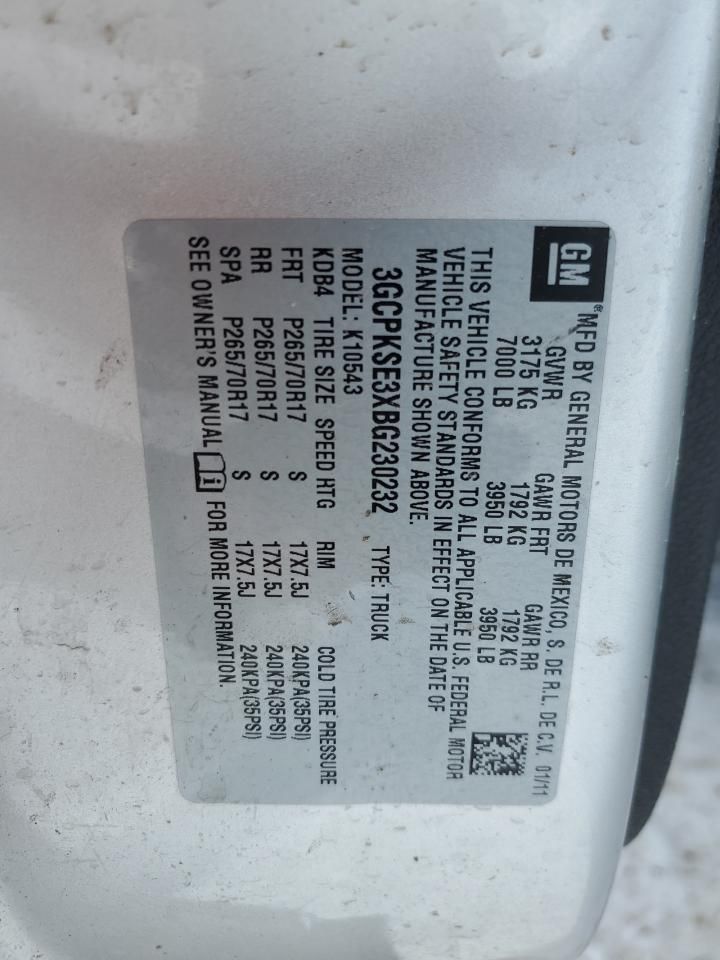 GM
®MFD BY GENERAL MOTORS DE MEXICO, S. DE R.L. DE C.V. 01/11
GVWR GAWR FRT GAWR RR
3175 KG 1792 KG 1792 KG
7000 LB 3950 LB 3950 LB
THIS VEHICLE CONFORMS TO ALL APPLICABLE U.S. FEDERAL MOTOR
VEHICLE SAFETY STANDARDS IN EFFECT ON THE DATE OF
MANUFACTURE SHOWN ABOVE.
3GCPKSE3XBG230232 TYPE: TRUCK
MODEL: K10543
KDB4 TIRE SIZE SPEED RTG RIM COLD TIRE PRESSURE
FRT P265/70R17 S 17X7.5J 240KPA(35PSI)
RR P265/70R17 S 17X7.5J 240KPA(35PSI)
SPA P265/70R17 S 17X7.5J 240KPA(35PSI)
SEE OWNER'S MANUAL FOR MORE INFORMATION.